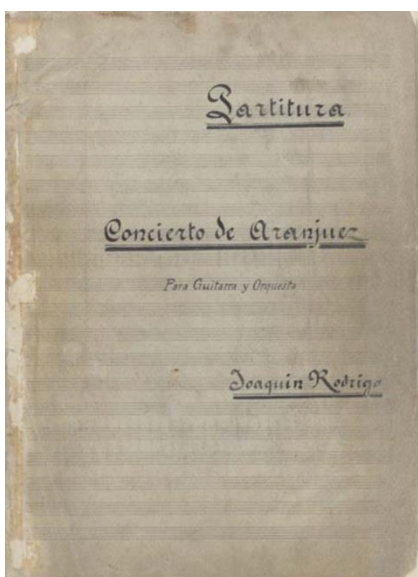 Partitura.
Concierto de Aranjuez
Para Guitarra y Orquesta
Joaquín Rodrigo